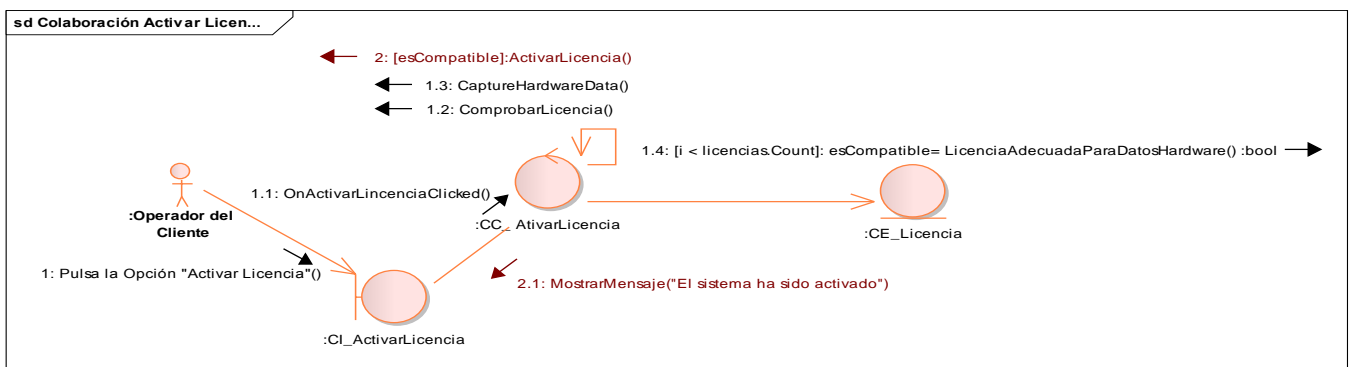 sd Colaboración Activar Licen...
2: [esCompatible]:ActivarLicencia()
1.3: CaptureHardwareData()
1.2: ComprobarLicencia()
1.4: [i < licencias.Count]: esCompatible= LicenciaAdecuadaParaDatosHardware() :bool
1.1: OnActivarLincenciaClicked()
:Operador del
Cliente
:CC_ AtivarLicencia
:CE_Licencia
1: Pulsa la Opción "Activar Licencia"()
2.1: MostrarMensaje("El sistema ha sido activado")
:CI_ActivarLicencia